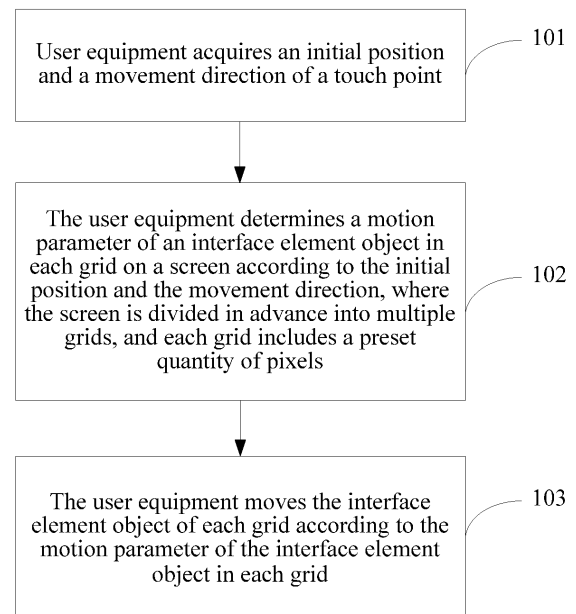 User equipment acquires an initial position
and a movement direction of a touch point
101
The user equipment determines a motion
parameter of an interface element object in
each grid on a screen according to the initial
position and the movement direction, where
the screen is divided in advance into multiple
grids, and each grid includes a preset
quantity of pixels
102
The user equipment moves the interface
element object of each grid according to the
motion parameter of the interface element
object in each grid
103